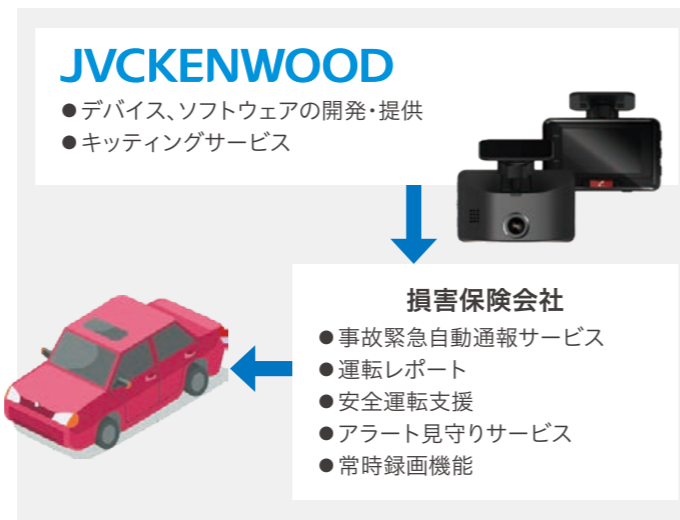 JVCKENWOOD
●デバイス、ソフトウェアの開発・提供
●キッティングサービス
損害保険会社
●事故緊急自動通報サービス
●運転レポート
●安全運転支援
●アラート見守りサービス
●常時録画機能